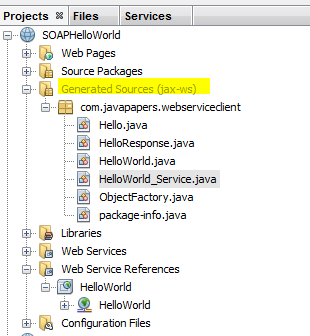 Projects Files Services
SOAPHelloWorld
Web Pages
Source Packages
Generated Sources (jax-ws)
com.javapapers.webserviceclient
Hello.java
HelloResponse.java
HelloWorld.java
HelloWorld_Service.java
ObjectFactory.java
package-info.java
Libraries
Web Services
Web Service References
HelloWorld
HelloWorld
Configuration Files